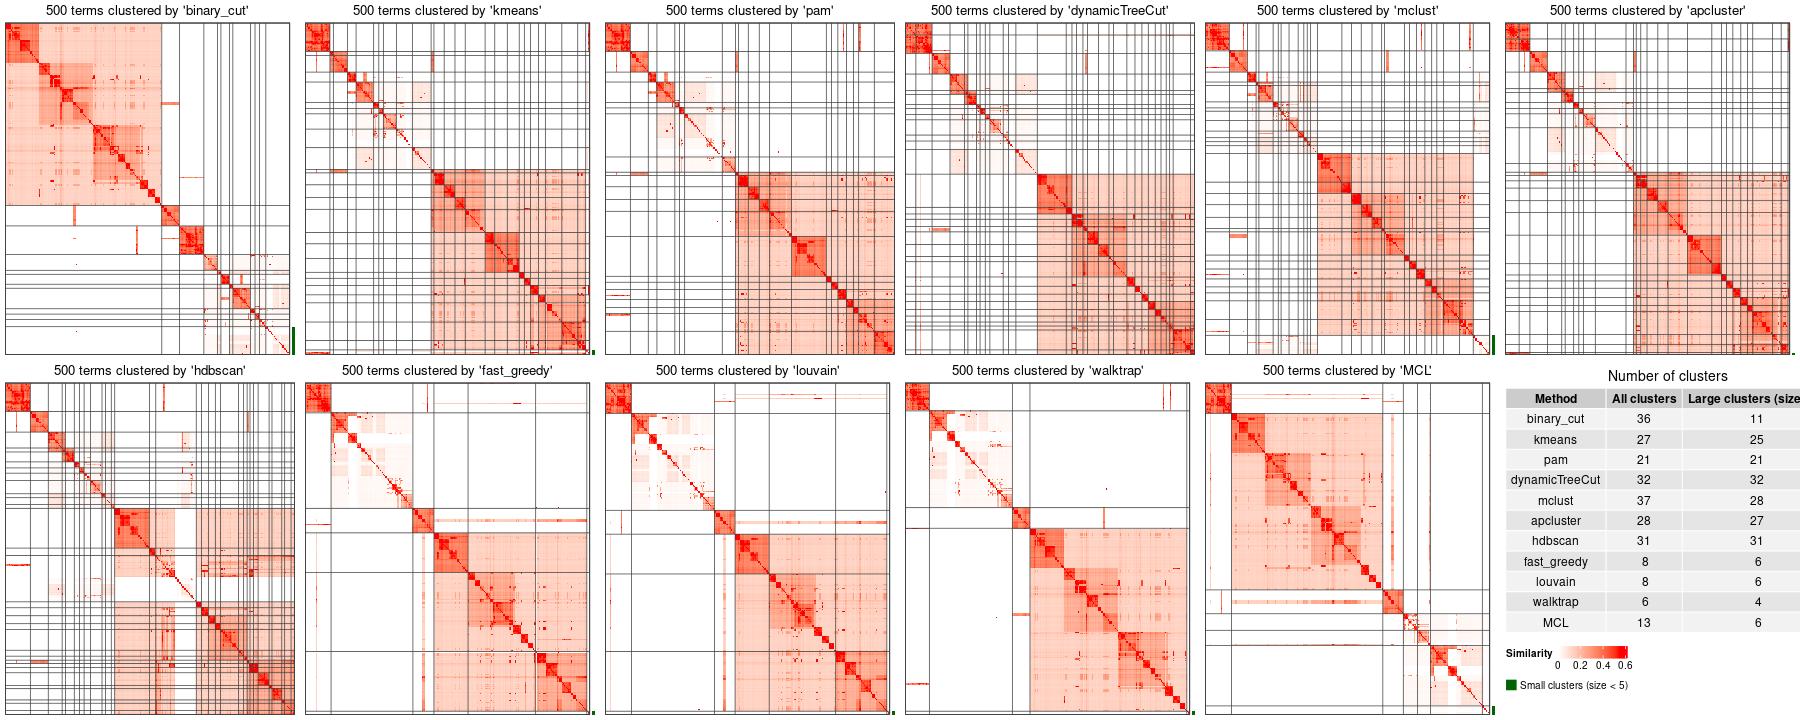 500 terms clustered by 'binary_cut'
500 terms clustered by 'kmeans'
500 terms clustered by 'pam'
500 terms clustered by 'dynamicTreeCut'
500 terms clustered by 'mclust'
500 terms clustered by 'apcluster'
500 terms clustered by 'hdbscan'
500 terms clustered by 'fast_greedy'
500 terms clustered by 'louvain'
500 terms clustered by 'walktrap'
500 terms clustered by 'MCL'
Number of clusters
Method All clusters Large clusters (size
binary_cut 36 11
kmeans 27 25
pam 21 21
dynamicTreeCut 32 32
mclust 37 28
apcluster 28 27
hdbscan 31 31
fast_greedy 8 6
louvain 8 6
walktrap 6 4
MCL 13 6
Similarity
0 0.2 0.4 0.6
Small clusters (size < 5)